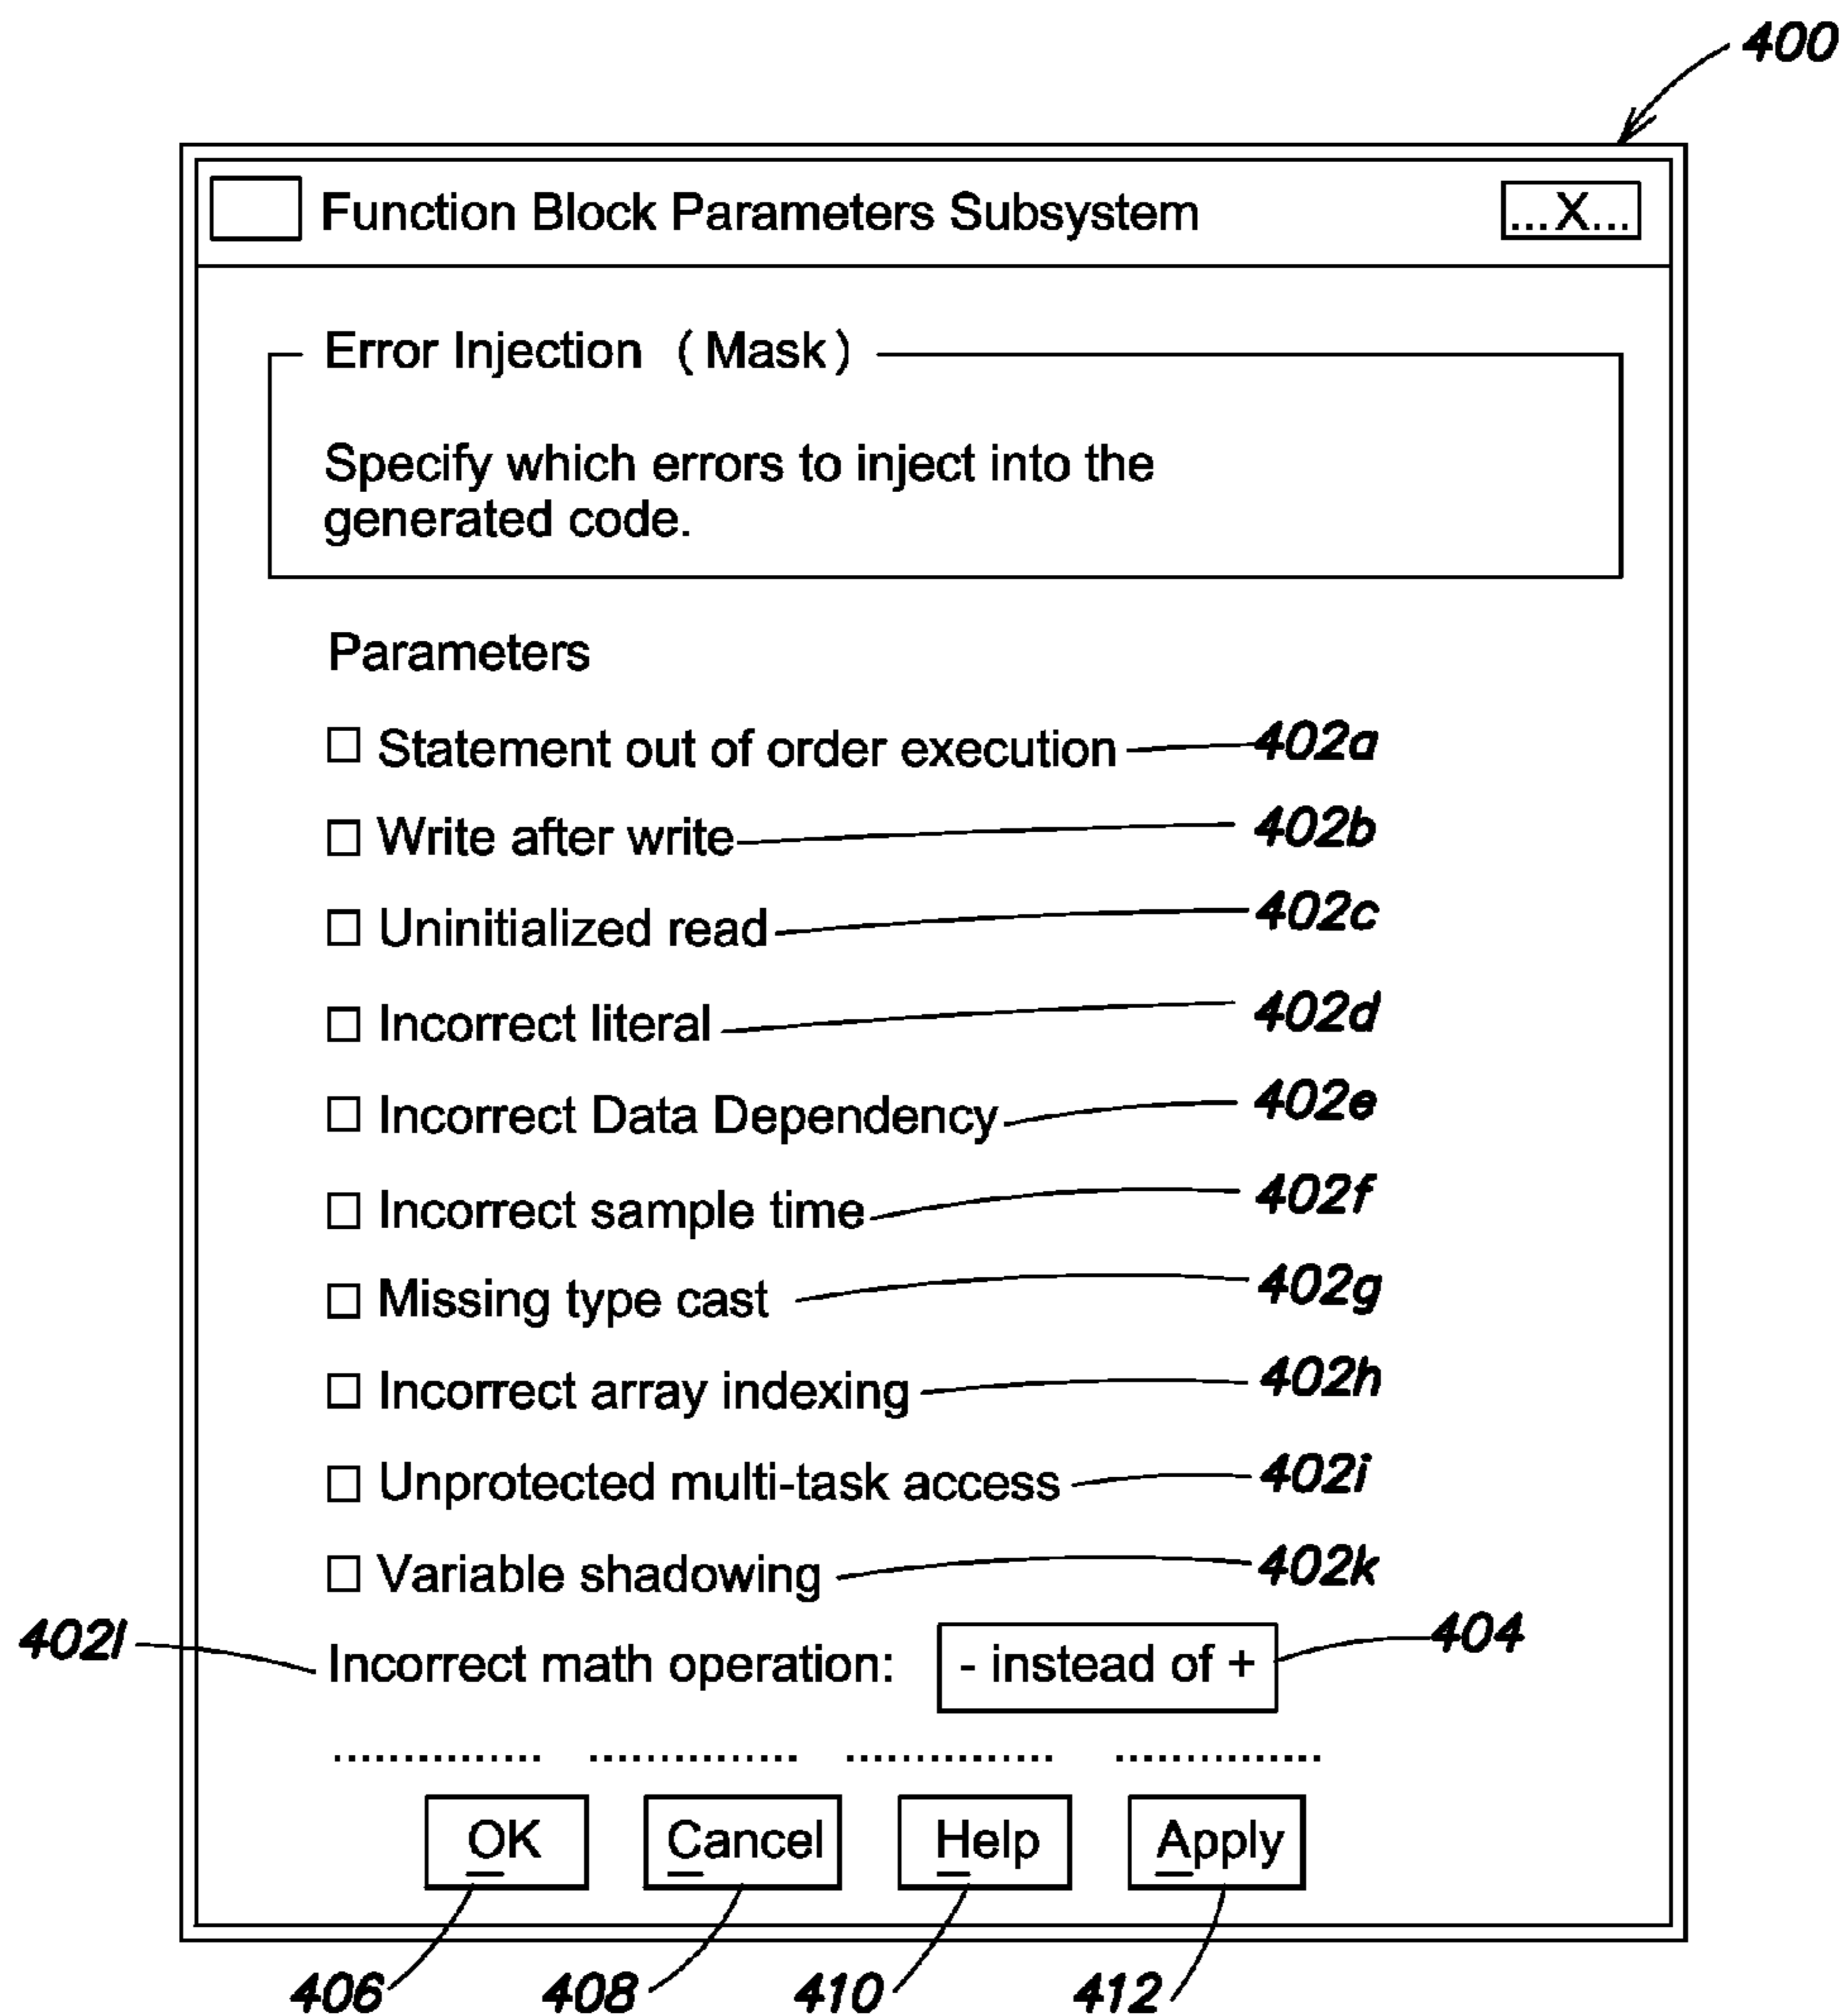 400
Function Block Parameters Subsystem ...X...
Error Injection (Mask)
Specify which errors to inject into the
generated code.
Parameters
Statement out of order execution 402a
Write after write 402b
Uninitialized read 402c
Incorrect literal 402d
Incorrect Data Dependency 402e
Incorrect sample time 402f
Missing type cast 402g
Incorrect array indexing 402h
Unprotected multi-task access 402i
Variable shadowing 402k
402l Incorrect math operation: - instead of + 404
OK Cancel Help Apply
406 408 410 412